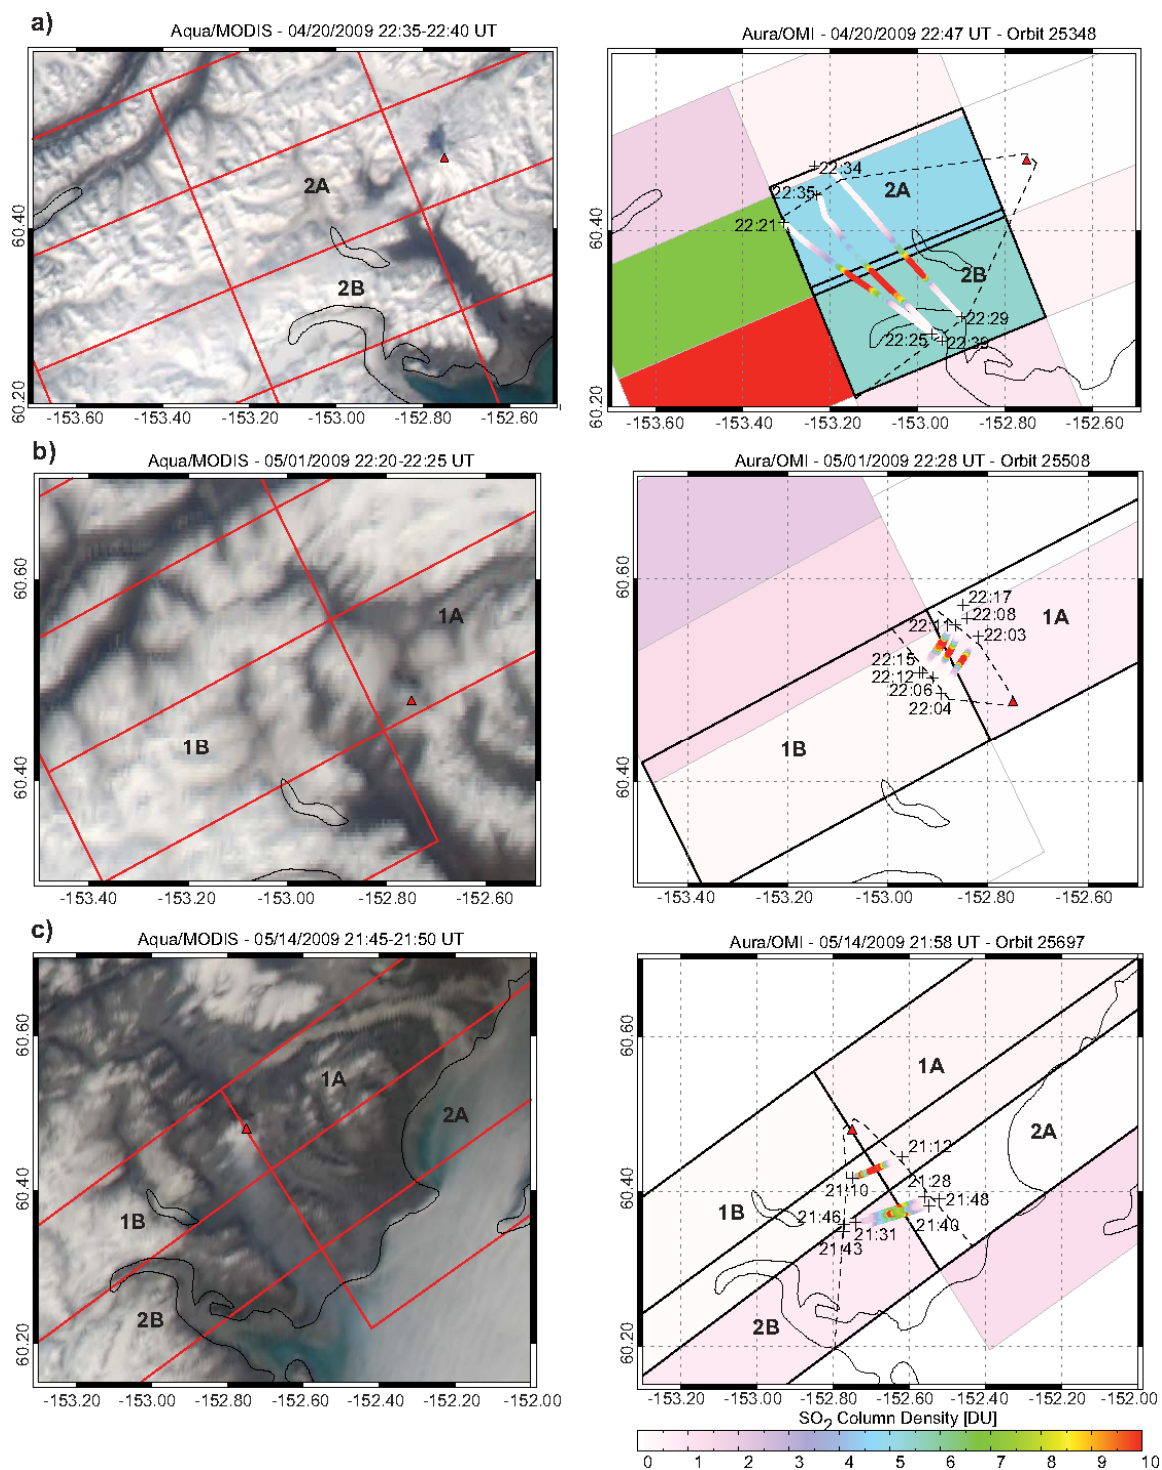 a)
Aqua/MODIS - 04/20/2009 22:35-22:40 UT
2A
2B
60.40
60.20
-153.60 -153.40 -153.20 -153.00 -152.80 -152.60
Aura/OMI - 04/20/2009 22:47 UT - Orbit 25348
22:34
22:35
2A
22:21
2B
22:29
22:25
22:39
60.40
60.20
-153.60 -153.40 -153.20 -153.00 -152.80 -152.60
b)
Aqua/MODIS - 05/01/2009 22:20-22:25 UT
60.60
1A
1B
60.40
-153.40 -153.20 -153.00 -152.80 -152.60
Aura/OMI - 05/01/2009 22:28 UT - Orbit 25508
60.60
22:17
22:08
1A
22:11
22:03
22:15
22:12
22:06
22:04
1B
60.40
-153.40 -153.20 -153.00 -152.80 -152.60
c)
Aqua/MODIS - 05/14/2009 21:45-21:50 UT
60.60
1A
2A
60.40
1B
2B
60.20
-153.20 -153.00 -152.80 -152.60 -152.40 -152.20 -152.00
Aura/OMI - 05/14/2009 21:58 UT - Orbit 25697
60.60
1A
2A
21:12
60.40
21:10
21:28
21:48
1B
21:46
21:31
21:40
21:43
2B
60.20
-153.20 -153.00 -152.80 -152.60 -152.40 -152.20 -152.00
SO2 Column Density [DU]
0 1 2 3 4 5 6 7 8 9 10